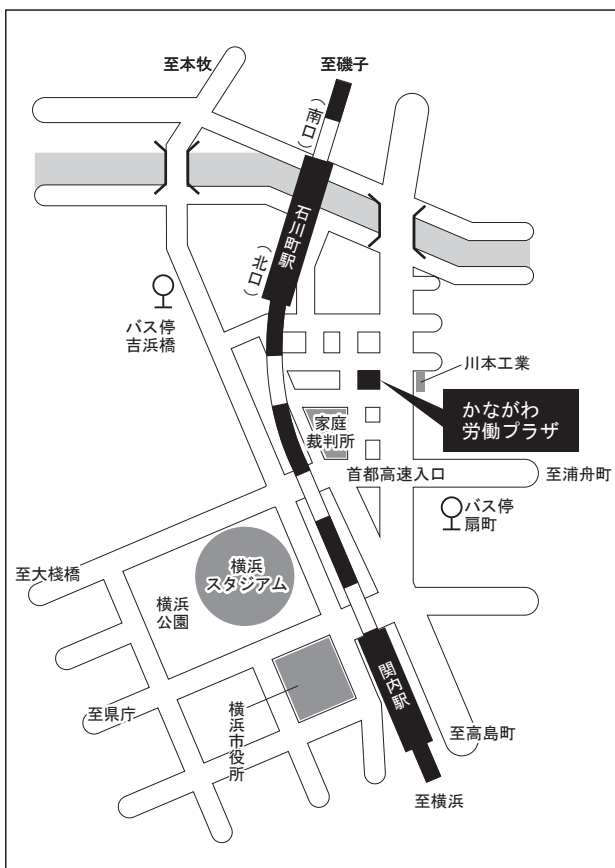 至本牧
至磯子
（南口）
石川町駅
（北口）
バス停
吉浜橋
川本工業
かながわ
労働プラザ
家庭
裁判所
首都高速入口
至浦舟町
バス停
扇町
至大棧橋
横浜
スタジアム
横浜
公園
関内駅
至県庁
横浜市役所
至高島町
至横浜